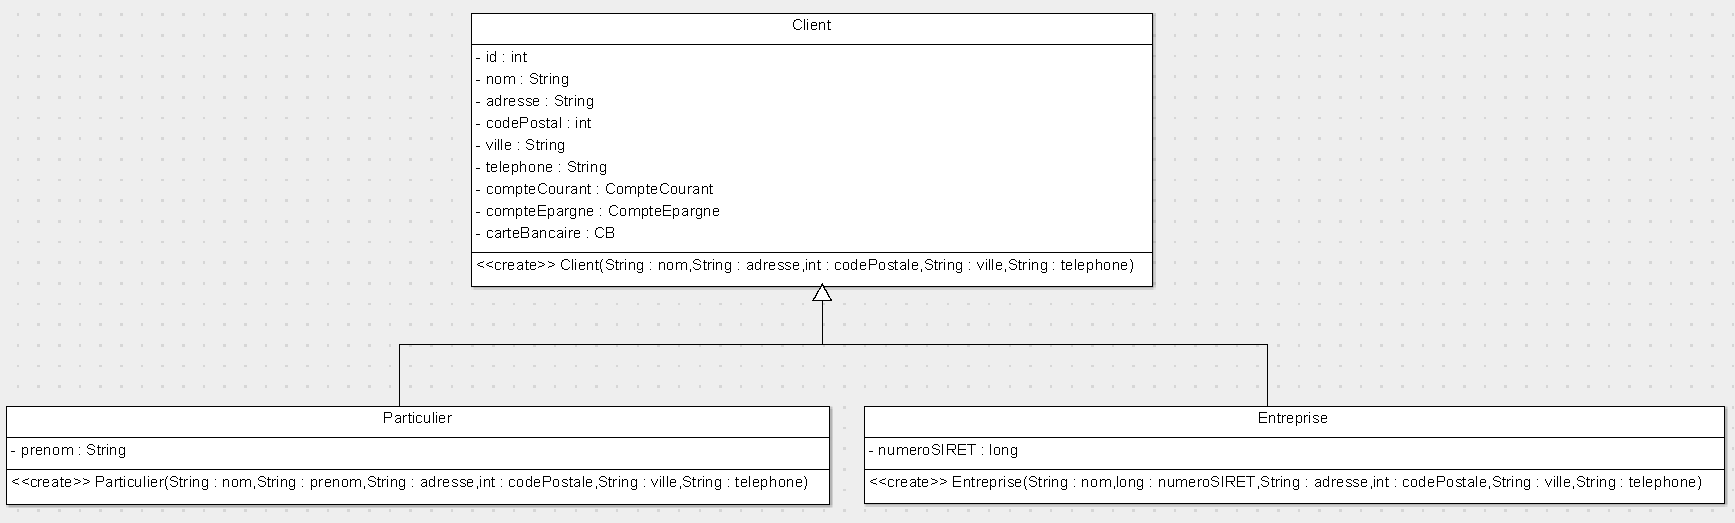 Client
- id : int
- nom : String
- adresse : String
- codePostal : int
- ville : String
- telephone : String
- compteCourant : CompteCourant
- compteEpargne : CompteEpargne
- carteBancaire : CB
<<create>> Client(String : nom,String : adresse,int : codePostale,String : ville,String : telephone)
Particulier
- prenom : String
<<create>> Particulier(String : nom,String : prenom,String : adresse,int : codePostale,String : ville,String : telephone)
Entreprise
- numeroSIRET : long
<<create>> Entreprise(String : nom,long : numeroSIRET,String : adresse,int : codePostale,String : ville,String : telephone)